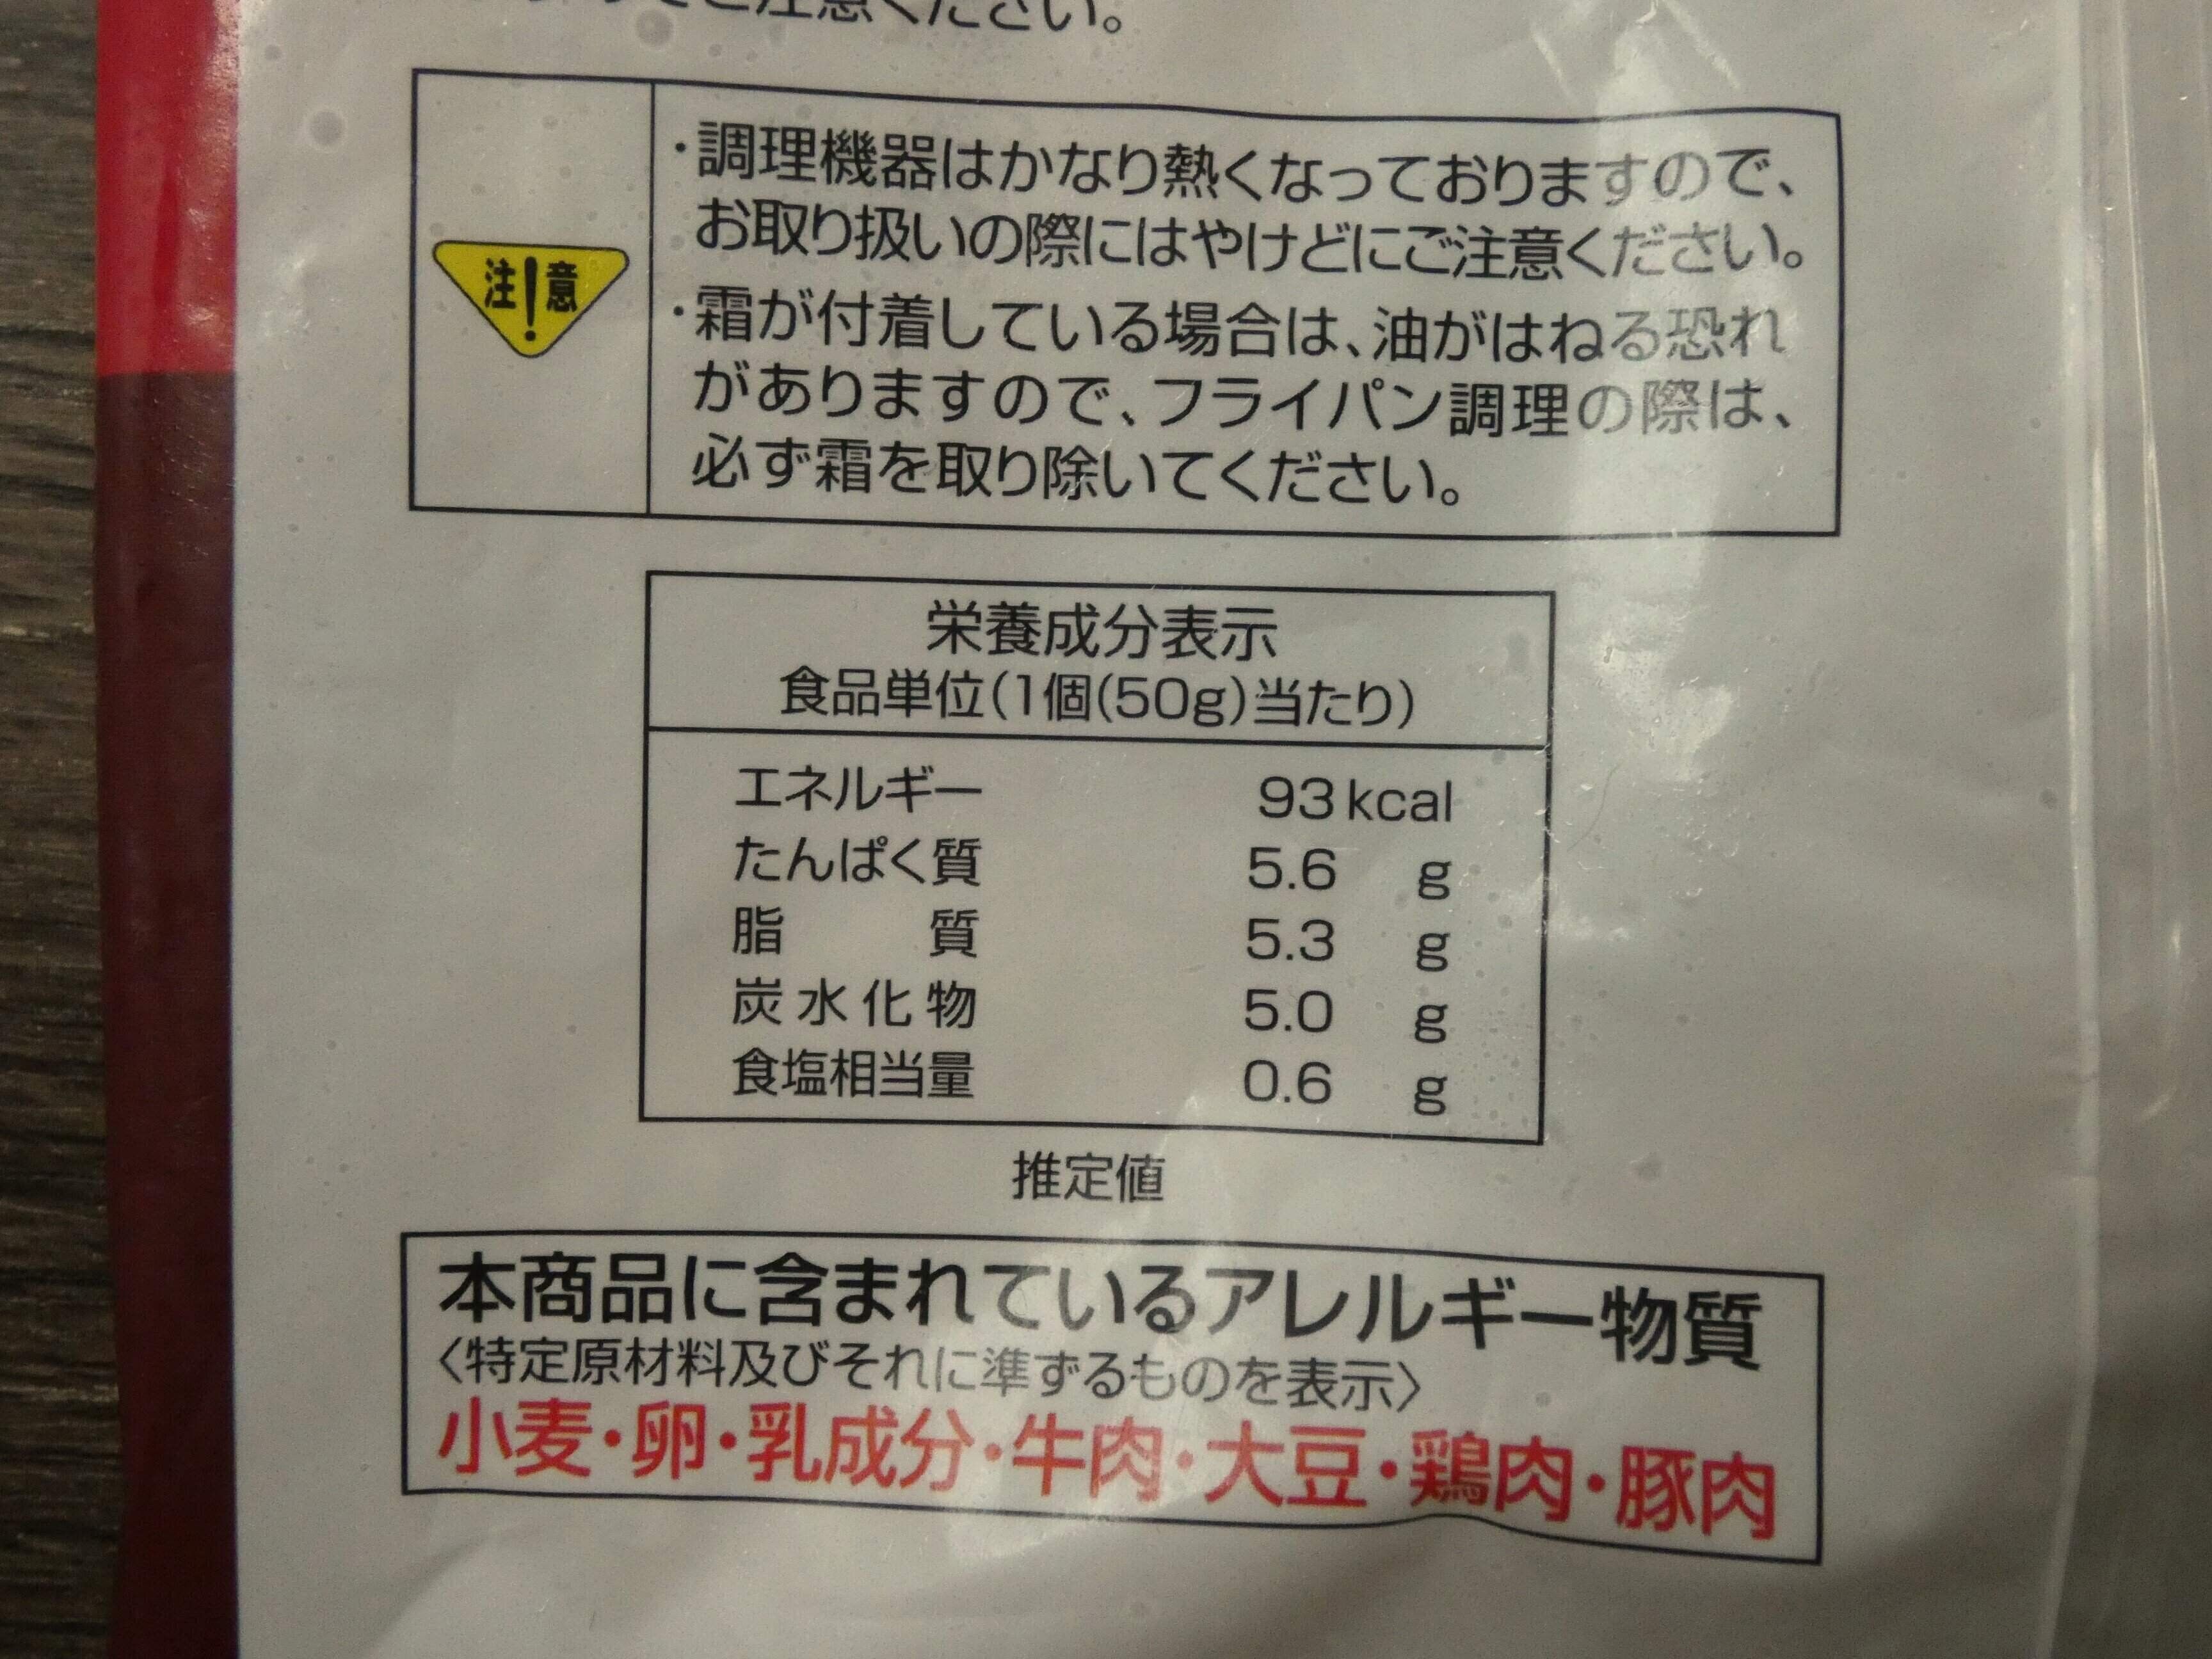 ご注意ください。
・調理機器はかなり熱くなっておりますので、
お取り扱いの際にはやけどにご注意ください。
注!意
・霜が付着している場合は、油がはねる恐れ
がありますので、フライパン調理の際は、
必ず霜を取り除いてください。
栄養成分表示
食品単位(1個(50g)当たり)
エネルギー 93kcal
たんぱく質 5.6 g
脂質 5.3 g
炭水化物 5.0 g
食塩相当量 0.6 g
推定値
本商品に含まれているアレルギー物質
〈特定原材料及びそれに準ずるものを表示〉
小麦・卵・乳成分・牛肉・大豆・鶏肉・豚肉